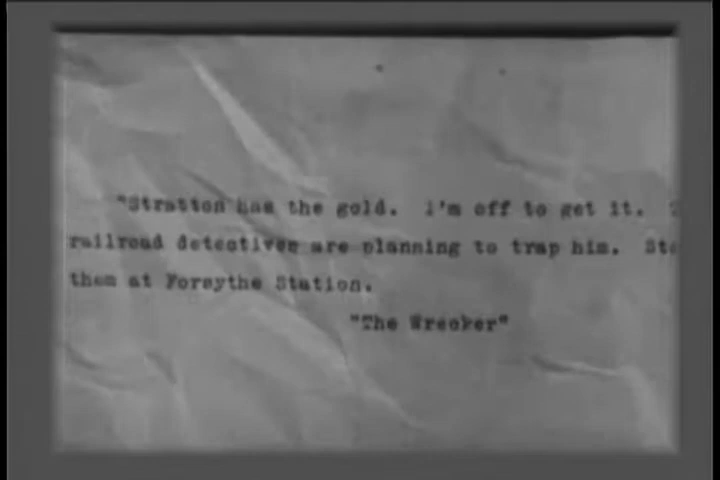 "Stratton has the gold. I'm off to get it.
railroad detectives are planning to trap him.
them at Forsythe Station.
"The Wrecker"